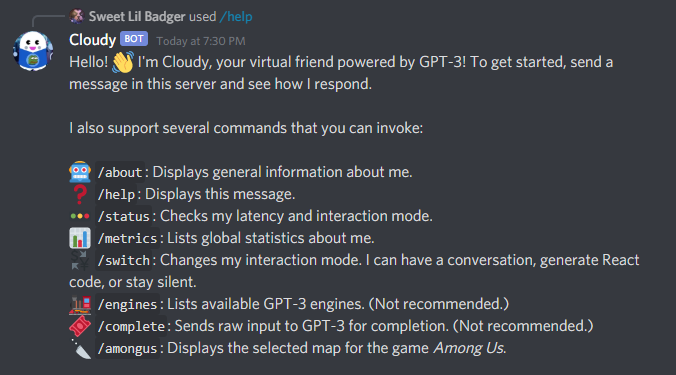 Sweet Lil Badger used /help
Cloudy BOT Today at 7:30 PM
Hello! 👋 I'm Cloudy, your virtual friend powered by GPT-3! To get started, send a
message in this server and see how I respond.
I also support several commands that you can invoke:
🤖 /about: Displays general information about me.
❓ /help: Displays this message.
/status: Checks my latency and interaction mode.
📊 /metrics: Lists global statistics about me.
/switch: Changes my interaction mode. I can have a conversation, generate React
code, or stay silent.
/engines: Lists available GPT-3 engines. (Not recommended.)
/complete: Sends raw input to GPT-3 for completion. (Not recommended.)
🔪 /amongus: Displays the selected map for the game Among Us.